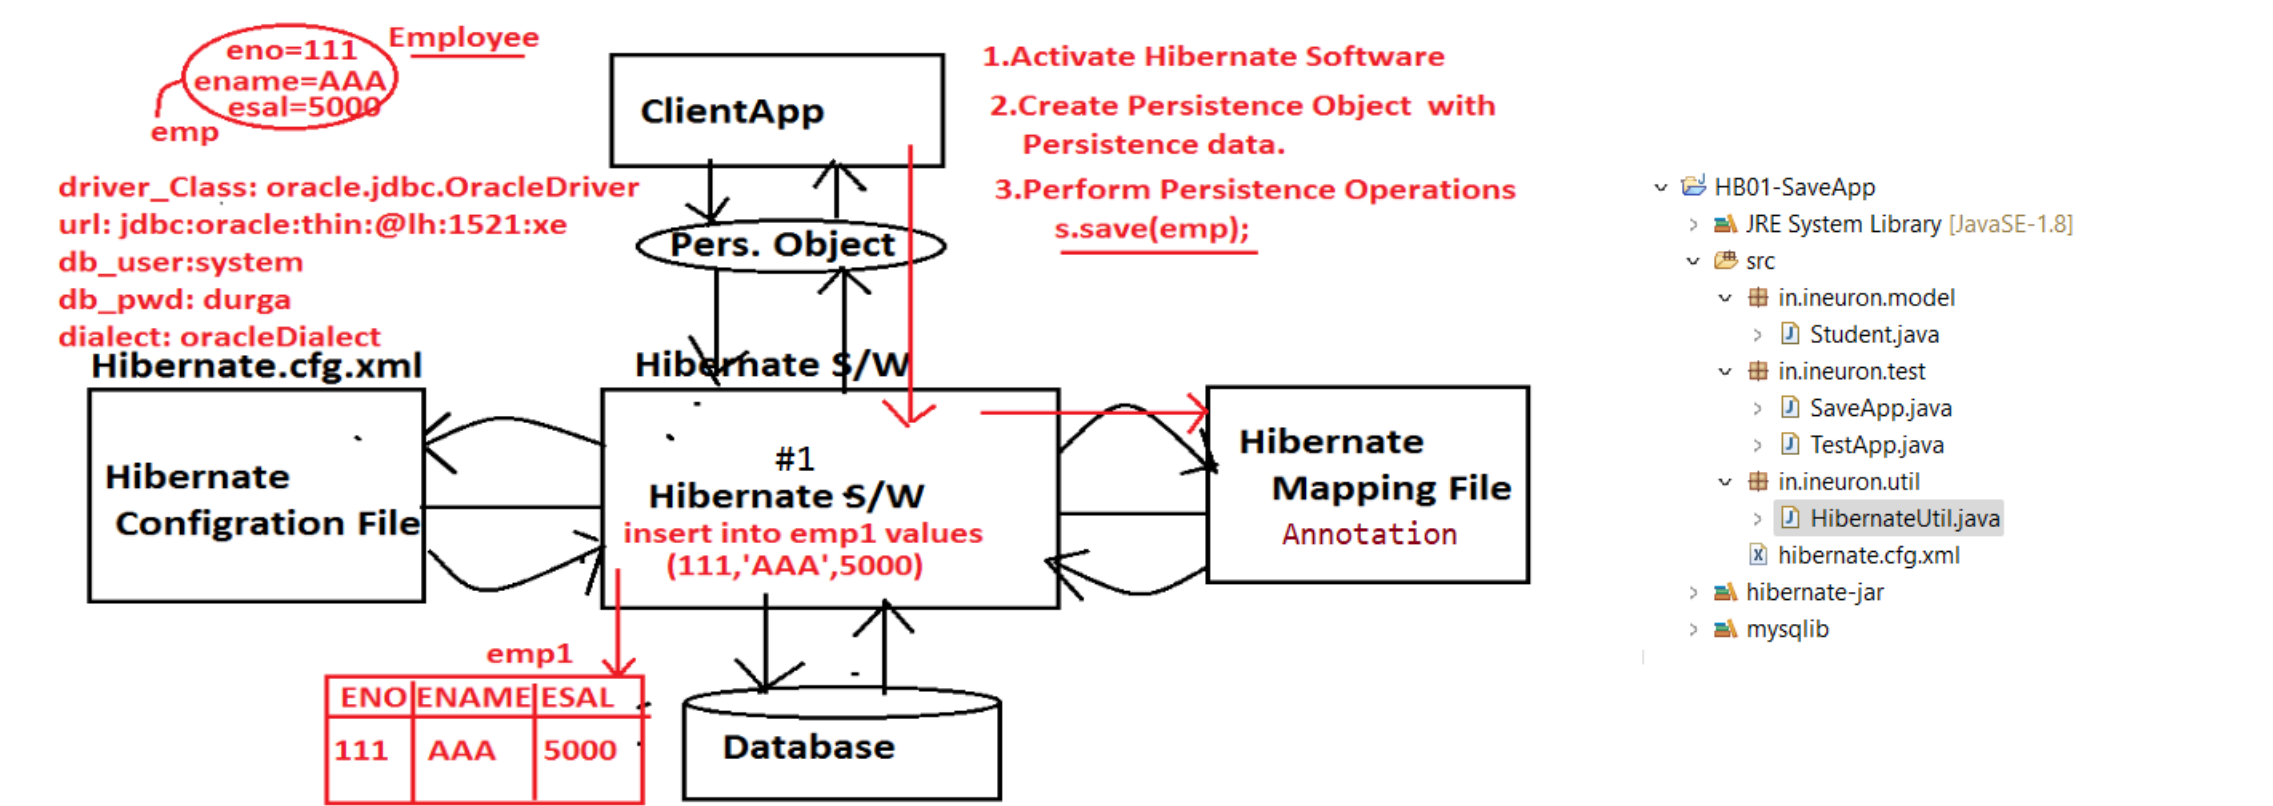 eno=111
ename=AAA
esal=5000
Employee
emp
driver_Class: oracle.jdbc.OracleDriver
url: jdbc:oracle:thin:@lh:1521:xe
db_user:system
db_pwd: durga
dialect: oracleDialect
Hibernate.cfg.xml
Hibernate
Configration File
ClientApp
Pers. Object
Hibernate S/W
#1
Hibernate S/W
insert into emp1 values
(111,'AAA',5000)
1.Activate Hibernate Software
2.Create Persistence Object with
Persistence data.
3.Perform Persistence Operations
s.save(emp);
Hibernate
Mapping File
Annotation
emp1
ENO ENAME ESAL
111 AAA 5000
Database
HB01-SaveApp
JRE System Library [JavaSE-1.8]
src
in.ineuron.model
Student.java
in.ineuron.test
SaveApp.java
TestApp.java
in.ineuron.util
HibernateUtil.java
hibernate.cfg.xml
hibernate-jar
mysqlib